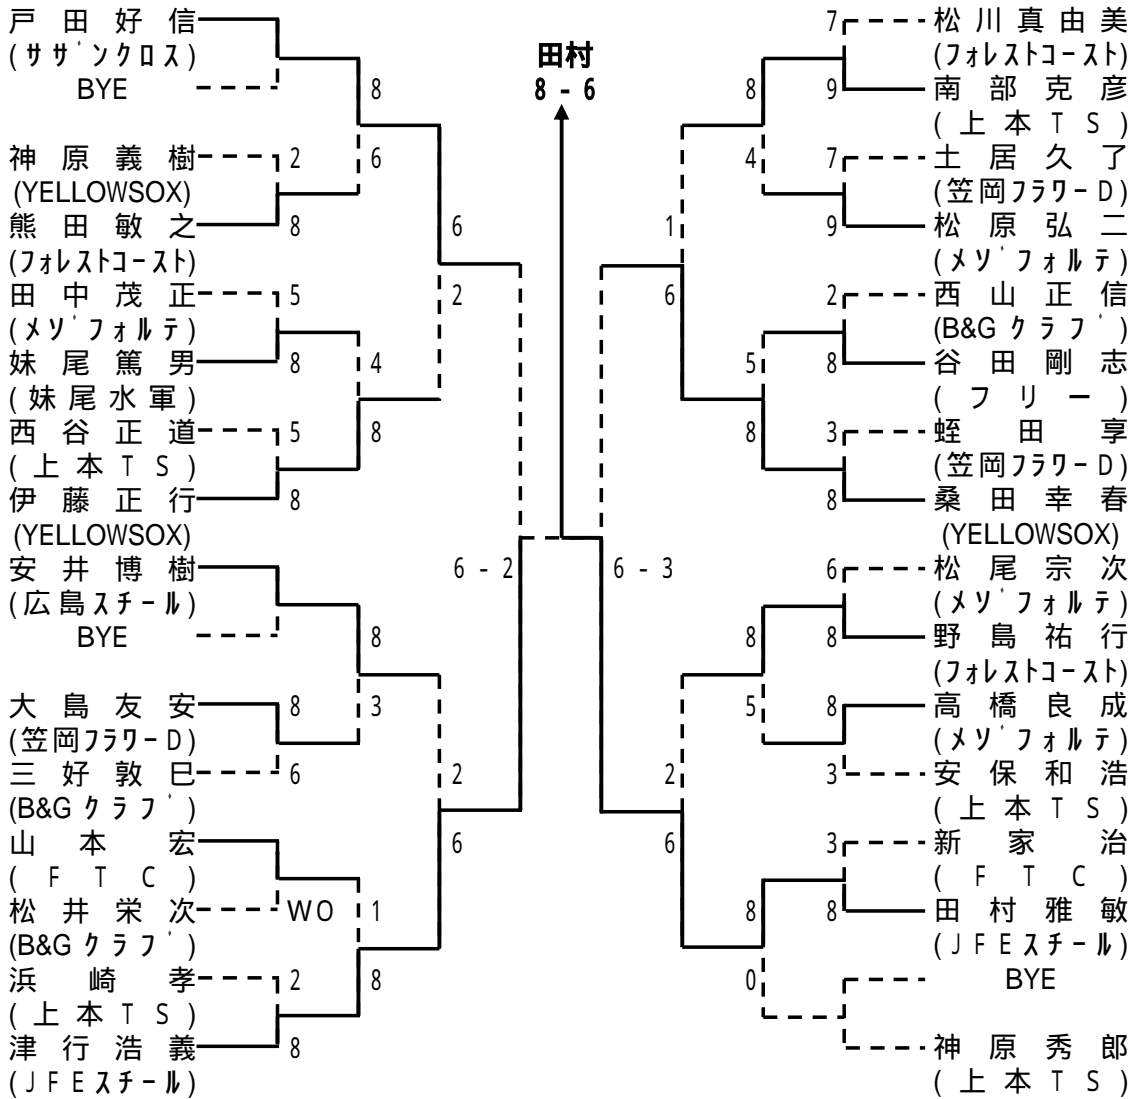 戸田好信
(ササﾞンクロス)
BYE
8
神原義樹
2
6
(YELLOWSOX)
熊田敏之
8
6
(フォレストコースト)
田中茂正
5
2
(メゾフォルテ)
妹尾篤男
8
4
(妹尾水軍)
西谷正道
5
8
(上本TS)
伊藤正行
8
(YELLOWSOX)
安井博樹
6 - 2
(広島スチール)
BYE
8
大島友安
8
3
(笠岡フラワーD)
三好敦巳
6
2
(B&Gクラブ)
山本宏
6
(FTC)
松井栄次
WO
1
(B&Gクラブ)
浜崎孝
2
8
(上本TS)
津行浩義
8
(JFEスチール)
田村
8 - 6
7
松川真由美
(フォレストコースト)
8
9
南部克彦
(上本TS)
4
7
土居久了
(笠岡フラワーD)
1
9
松原弘二
(メゾフォルテ)
6
2
西山正信
(B&Gクラブ)
5
8
谷田剛志
(フリー)
8
3
蛭田享
(笠岡フラワーD)
8
桑田幸春
(YELLOWSOX)
6 - 3
6
松尾宗次
(メゾフォルテ)
8
8
野島祐行
(フォレストコースト)
5
8
高橋良成
(メゾフォルテ)
2
3
安保和浩
(上本TS)
6
3
新家治
(FTC)
8
8
田村雅敏
(JFEスチール)
0
BYE
神原秀郎
(上本TS)